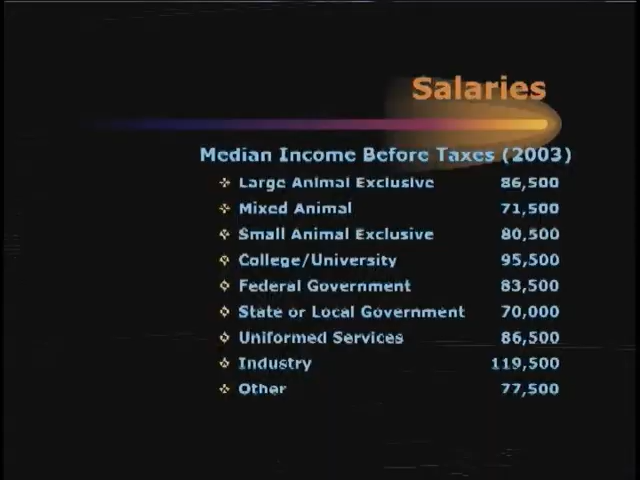 Salaries
Median Income Before Taxes (2003)
Large Animal Exclusive 86,500
Mixed Animal 71,500
Small Animal Exclusive 80,500
College/University 95,500
Federal Government 83,500
State or Local Government 70,000
Uniformed Services 86,500
Industry 119,500
Other 77,500